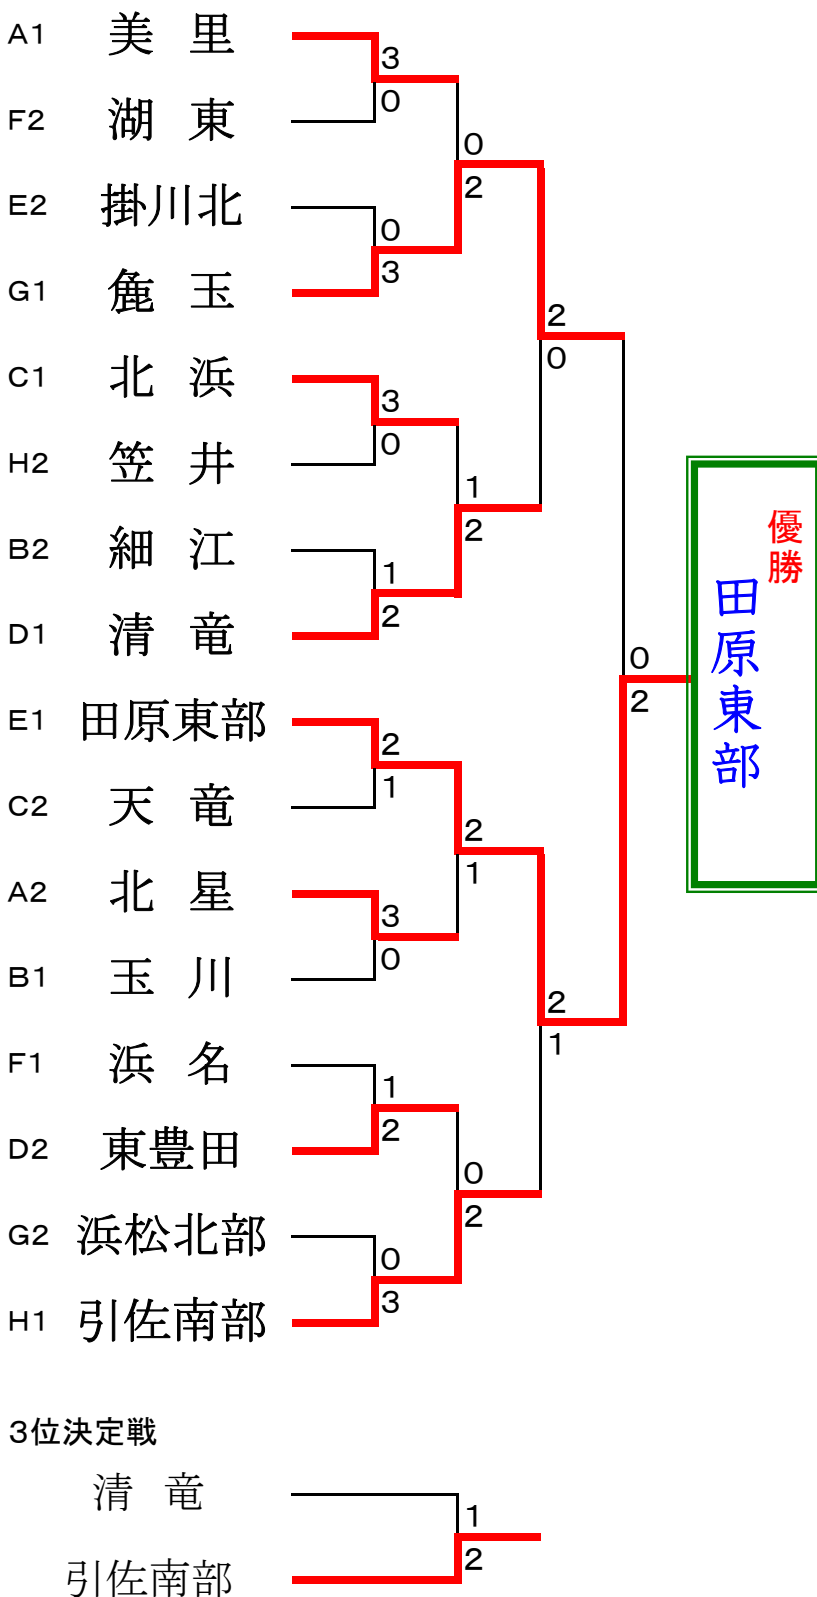 A1 美里
3
0
F2 湖東
0
2
E2 掛川北
0
3
G1 麁玉
2
0
C1 北浜
3
0
H2 笠井
1
2
B2 細江
1
2
D1 清竜
優勝
田原東部
0
2
E1 田原東部
2
1
C2 天竜
2
1
A2 北星
3
0
B1 玉川
2
1
F1 浜名
1
2
D2 東豊田
0
2
G2 浜松北部
0
3
H1 引佐南部
3位決定戦
清竜
1
2
引佐南部